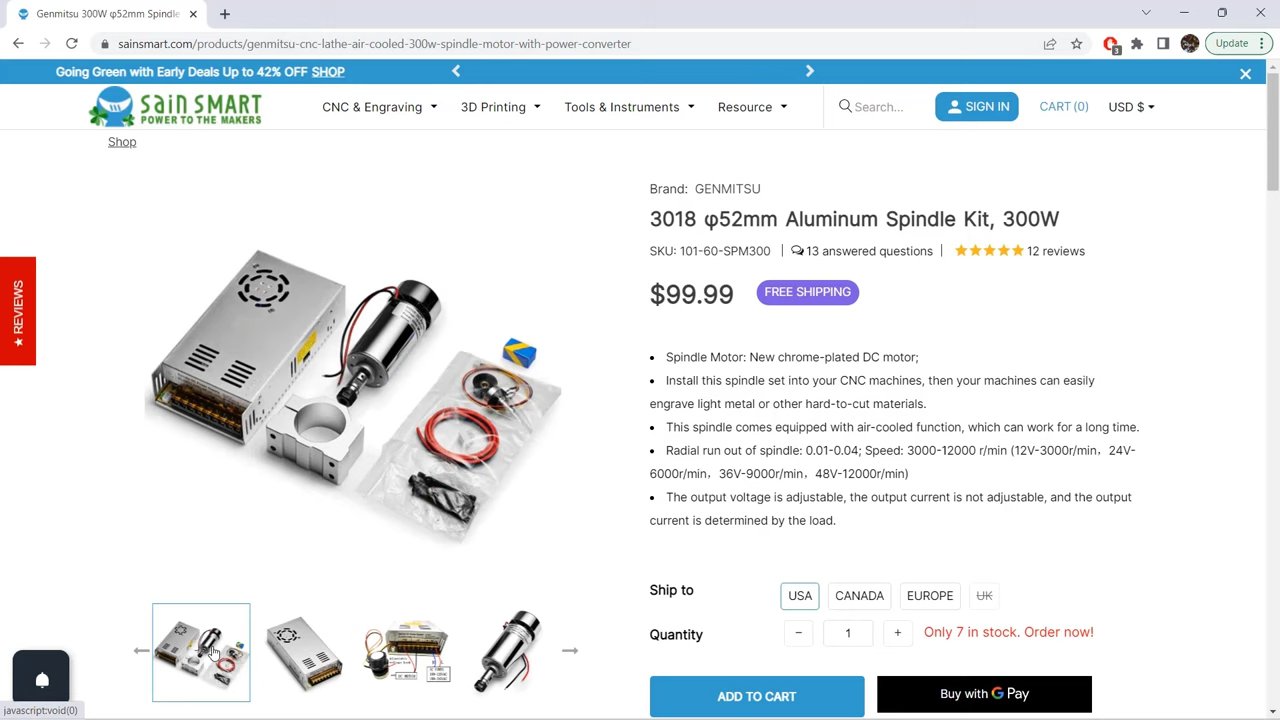 Genmitsu 300W φ52mm Spindle
sainsmart.com/products/genmitsu-cnc-lathe-air-cooled-300w-spindle-motor-with-power-converter
3
Update
Going Green with Early Deals Up to 42% OFF SHOP
SAIN SMART
POWER TO THE MAKERS
CNC & Engraving
3D Printing
Tools & Instruments
Resource
Search...
SIGN IN
CART (0)
USD $
Shop
Brand: GENMITSU
3018 φ52mm Aluminum Spindle Kit, 300W
SKU: 101-60-SPM300 | 13 answered questions | 12 reviews
$99.99 FREE SHIPPING
★ REVIEWS
• Spindle Motor: New chrome-plated DC motor;
• Install this spindle set into your CNC machines, then your machines can easily
engrave light metal or other hard-to-cut materials.
• This spindle comes equipped with air-cooled function, which can work for a long time.
• Radial run out of spindle: 0.01-0.04; Speed: 3000-12000 r/min (12V-3000r/min，24V-
6000r/min，36V-9000r/min，48V-12000r/min)
• The output voltage is adjustable, the output current is not adjustable, and the output
current is determined by the load.
Ship to USA CANADA EUROPE UK
Quantity − 1 + Only 7 in stock. Order now!
ADD TO CART
Buy with G Pay
javascript:void(0)